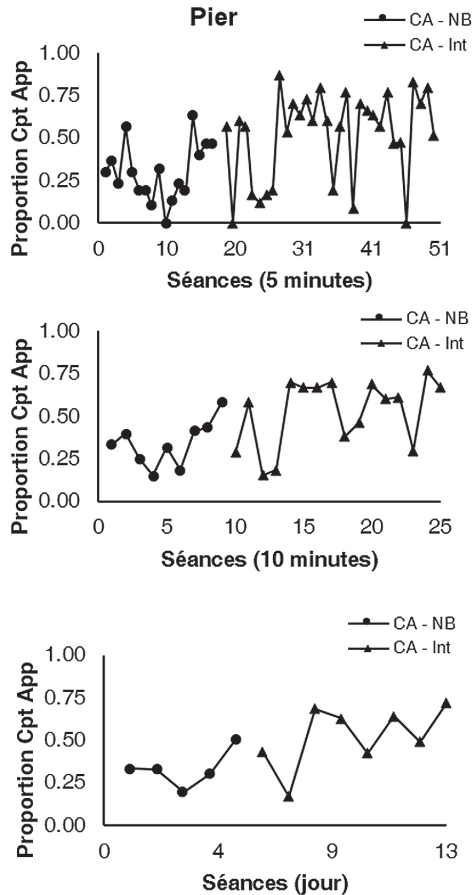 Pier
CA - NB
CA - Int
Proportion Cpt App
1.00
0.75
0.50
0.25
0.00
0 10 20 31 41 51
Séances (5 minutes)
CA - NB
CA - Int
Proportion Cpt App
1.00
0.75
0.50
0.25
0.00
0 5 10 15 20 25
Séances (10 minutes)
CA - NB
CA - Int
Proportion Cpt App
1.00
0.75
0.50
0.25
0.00
0 4 9 13
Séances (jour)